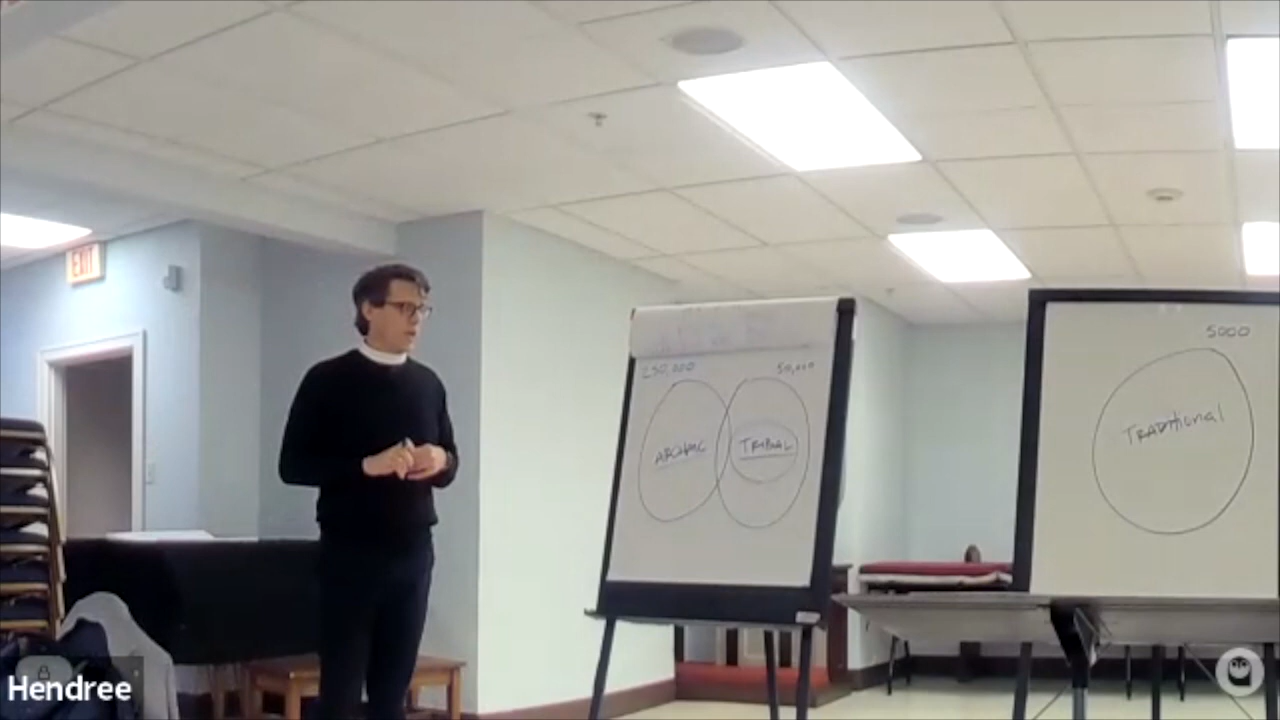 EXIT
250,000
50,000
ARCHAIC
TRIBAL
5000
TRADITIONAL
Hendree